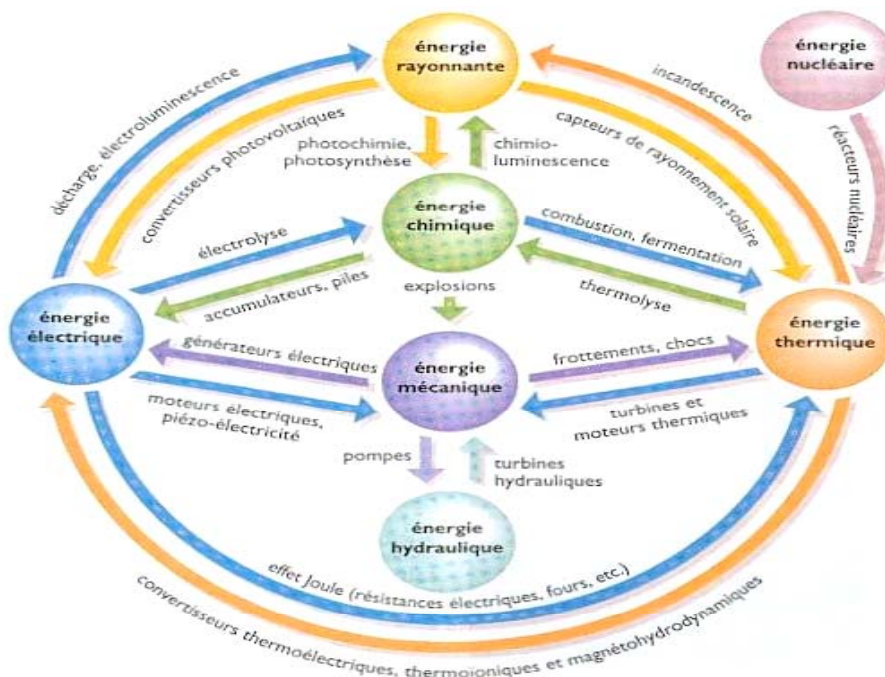 énergie
rayonnante
énergie
nucléaire
décharge, électroluminescence
convertisseurs photovoltaïques
photochimie,
photosynthèse
chimio-
luminescence
capteurs de rayonnement solaire
incandescence
réacteurs nucléaires
énergie
chimique
électrolyse
accumulateurs, piles
combustion, fermentation
thermolyse
explosions
énergie
électrique
énergie
thermique
générateurs électriques
moteurs électriques,
piézo-électricité
énergie
mécanique
frottements, chocs
turbines et
moteurs thermiques
pompes
turbines
hydrauliques
énergie
hydraulique
effet Joule (résistances électriques, fours, etc.)
convertisseurs thermoélectriques, thermoïoniques et magnétohydrodynamiques